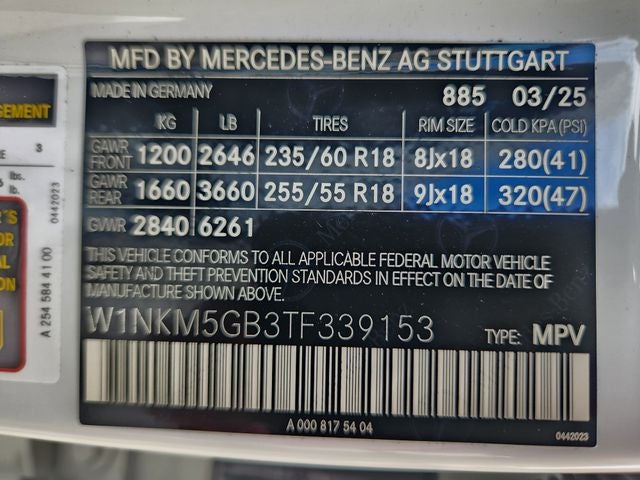 MFD BY MERCEDES-BENZ AG STUTTGART
MADE IN GERMANY 885 03/25
KG LB TIRES RIM SIZE COLD KPA(PSI)
GAWR FRONT 1200 2646 235/60 R18 8Jx18 280(41)
GAWR REAR 1660 3660 255/55 R18 9Jx18 320(47)
GVWR 2840 6261
THIS VEHICLE CONFORMS TO ALL APPLICABLE FEDERAL MOTOR VEHICLE
SAFETY AND THEFT PREVENTION STANDARDS IN EFFECT ON THE DATE OF
MANUFACTURE SHOWN ABOVE.
W1NKM5GB3TF339153 TYPE: MPV
A 000 817 54 04
0442023
3
lbs.
lb.
0442023
A 254 584 41 00